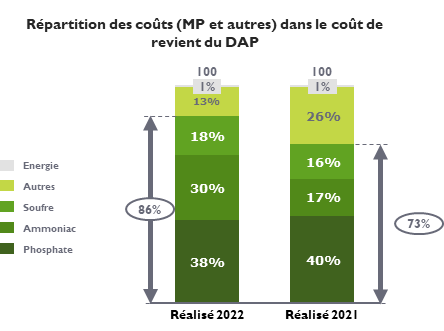 Répartition des coûts (MP et autres) dans le coût de
revient du DAP
100
100
1%
1%
13%
26%
18%
16%
30%
17%
38%
40%
86%
73%
Energie
Autres
Soufre
Ammoniac
Phosphate
Réalisé 2022
Réalisé 2021